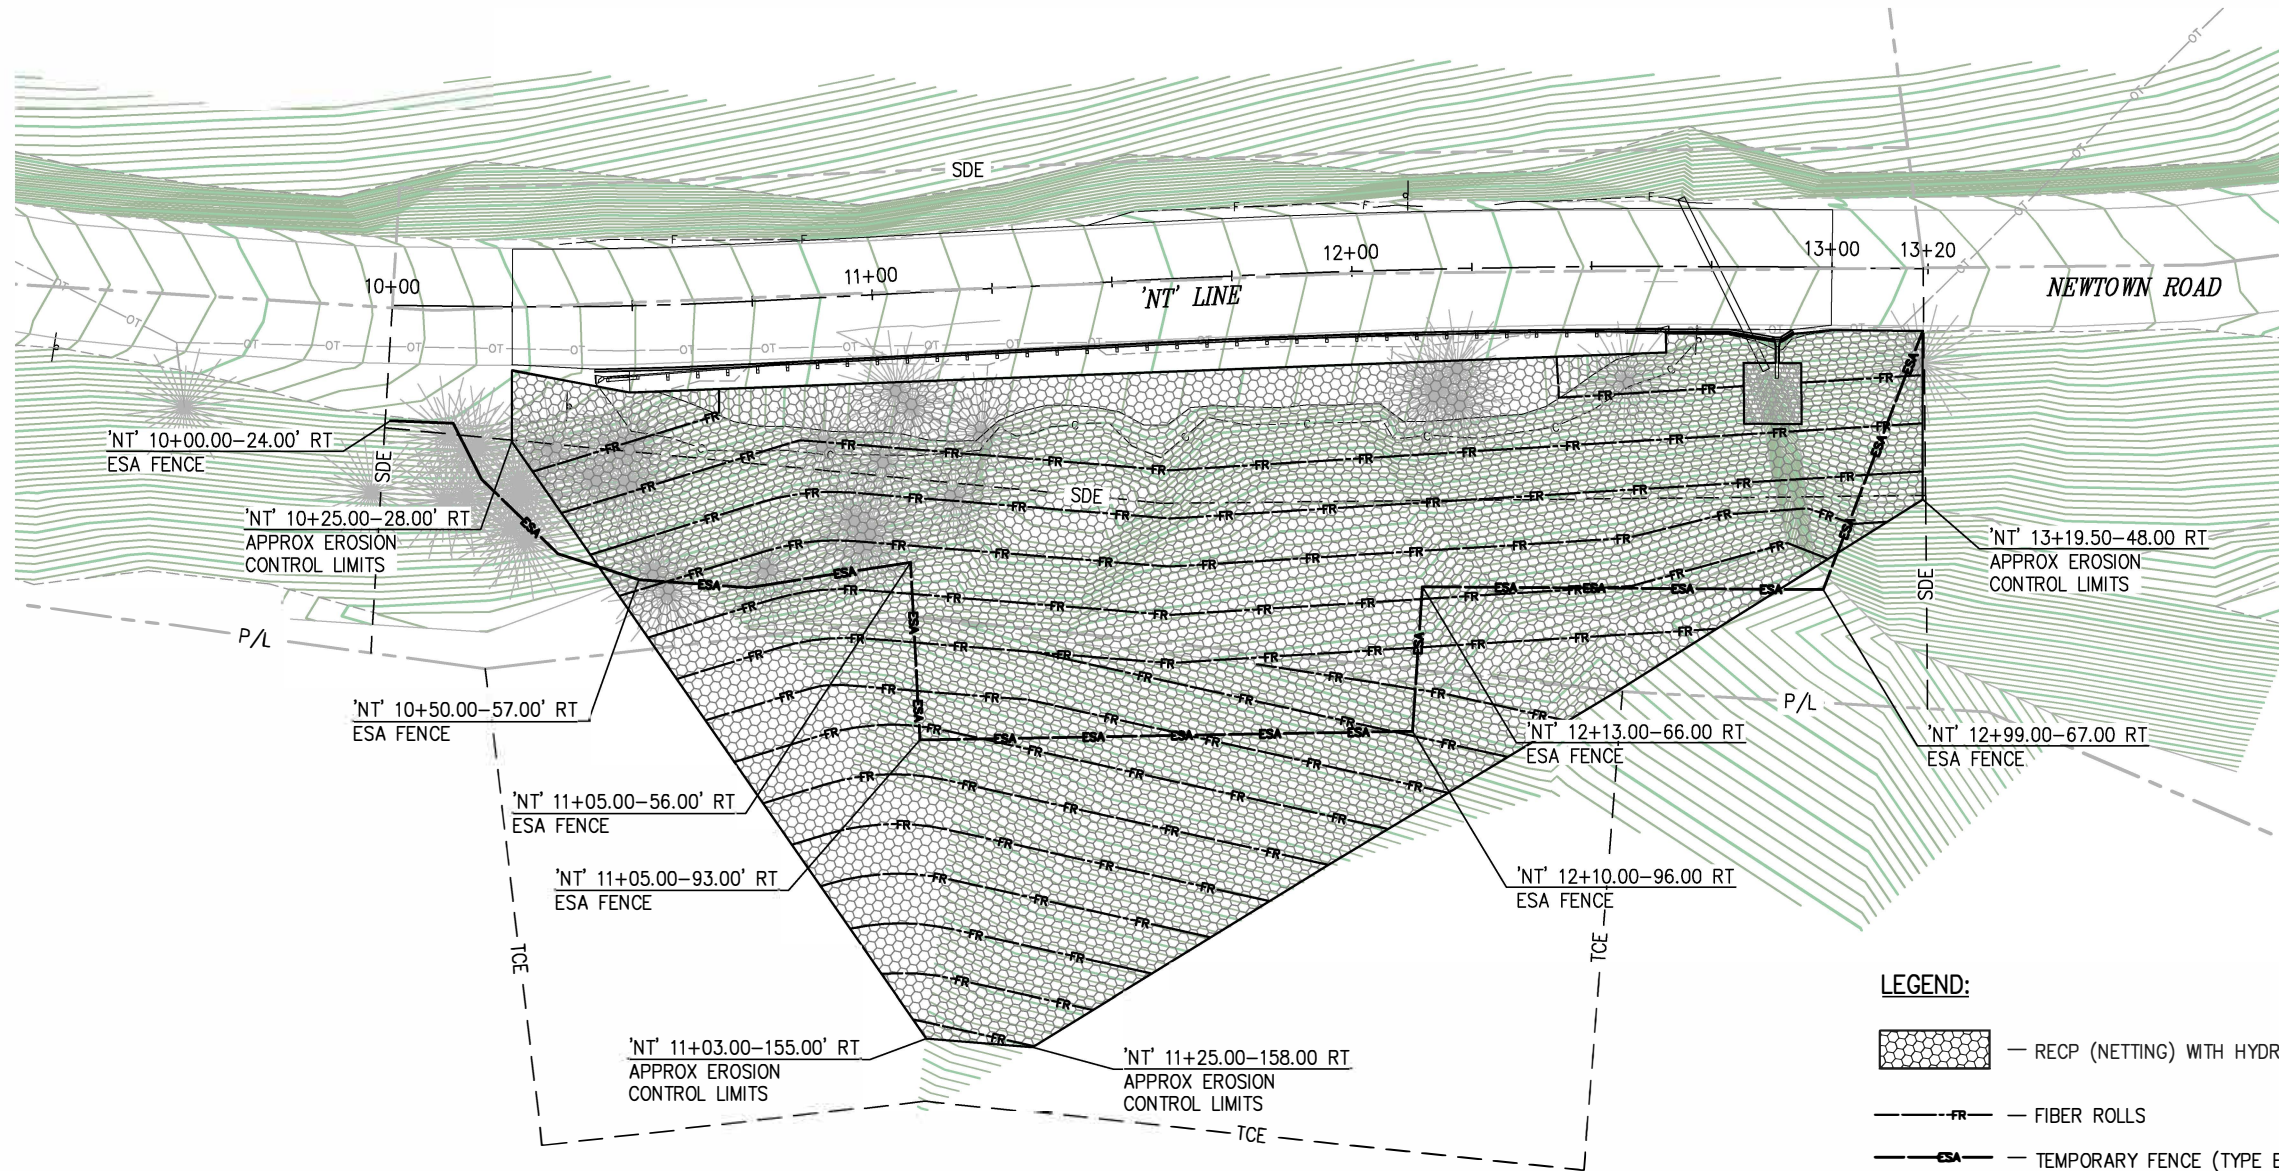 SDE
10+00
11+00
12+00
13+00
13+20
'NT' LINE
NEWTOWN ROAD
'NT' 10+00.00-24.00' RT
ESA FENCE
SDE
'NT' 10+25.00-28.00' RT
APPROX EROSION
CONTROL LIMITS
SDE
'NT' 13+19.50-48.00 RT
APPROX EROSION
CONTROL LIMITS
SDE
P/L
'NT' 10+50.00-57.00' RT
ESA FENCE
P/L
'NT' 12+13.00-66.00 RT
ESA FENCE
'NT' 12+99.00-67.00 RT
ESA FENCE
'NT' 11+05.00-56.00' RT
ESA FENCE
'NT' 11+05.00-93.00' RT
ESA FENCE
'NT' 12+10.00-96.00 RT
ESA FENCE
TCE
TCE
'NT' 11+03.00-155.00' RT
APPROX EROSION
CONTROL LIMITS
'NT' 11+25.00-158.00 RT
APPROX EROSION
CONTROL LIMITS
TCE
LEGEND:
— RECP (NETTING) WITH HYDR
FR — FIBER ROLLS
ESA — TEMPORARY FENCE (TYPE E